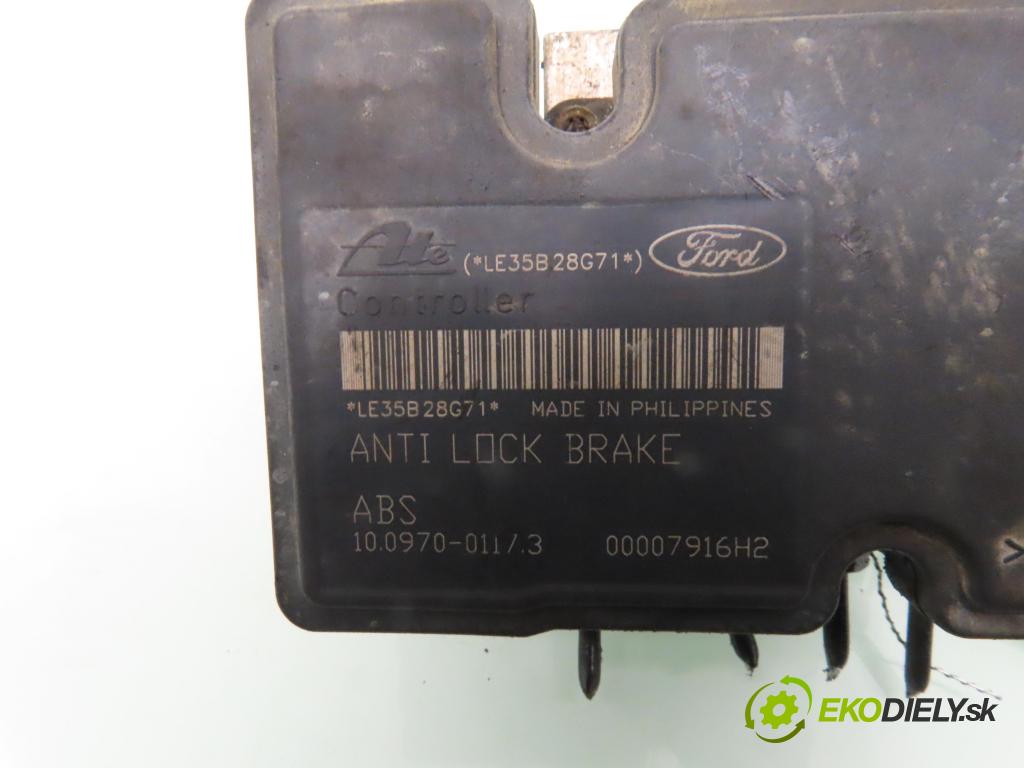 Ate (*LE35B28G71*) Ford
Controller
*LE35B28G71* MADE IN PHILIPPINES
ANTI LOCK BRAKE
ABS
10.0970-0117.3 00007916H2
EKODIELY.sk